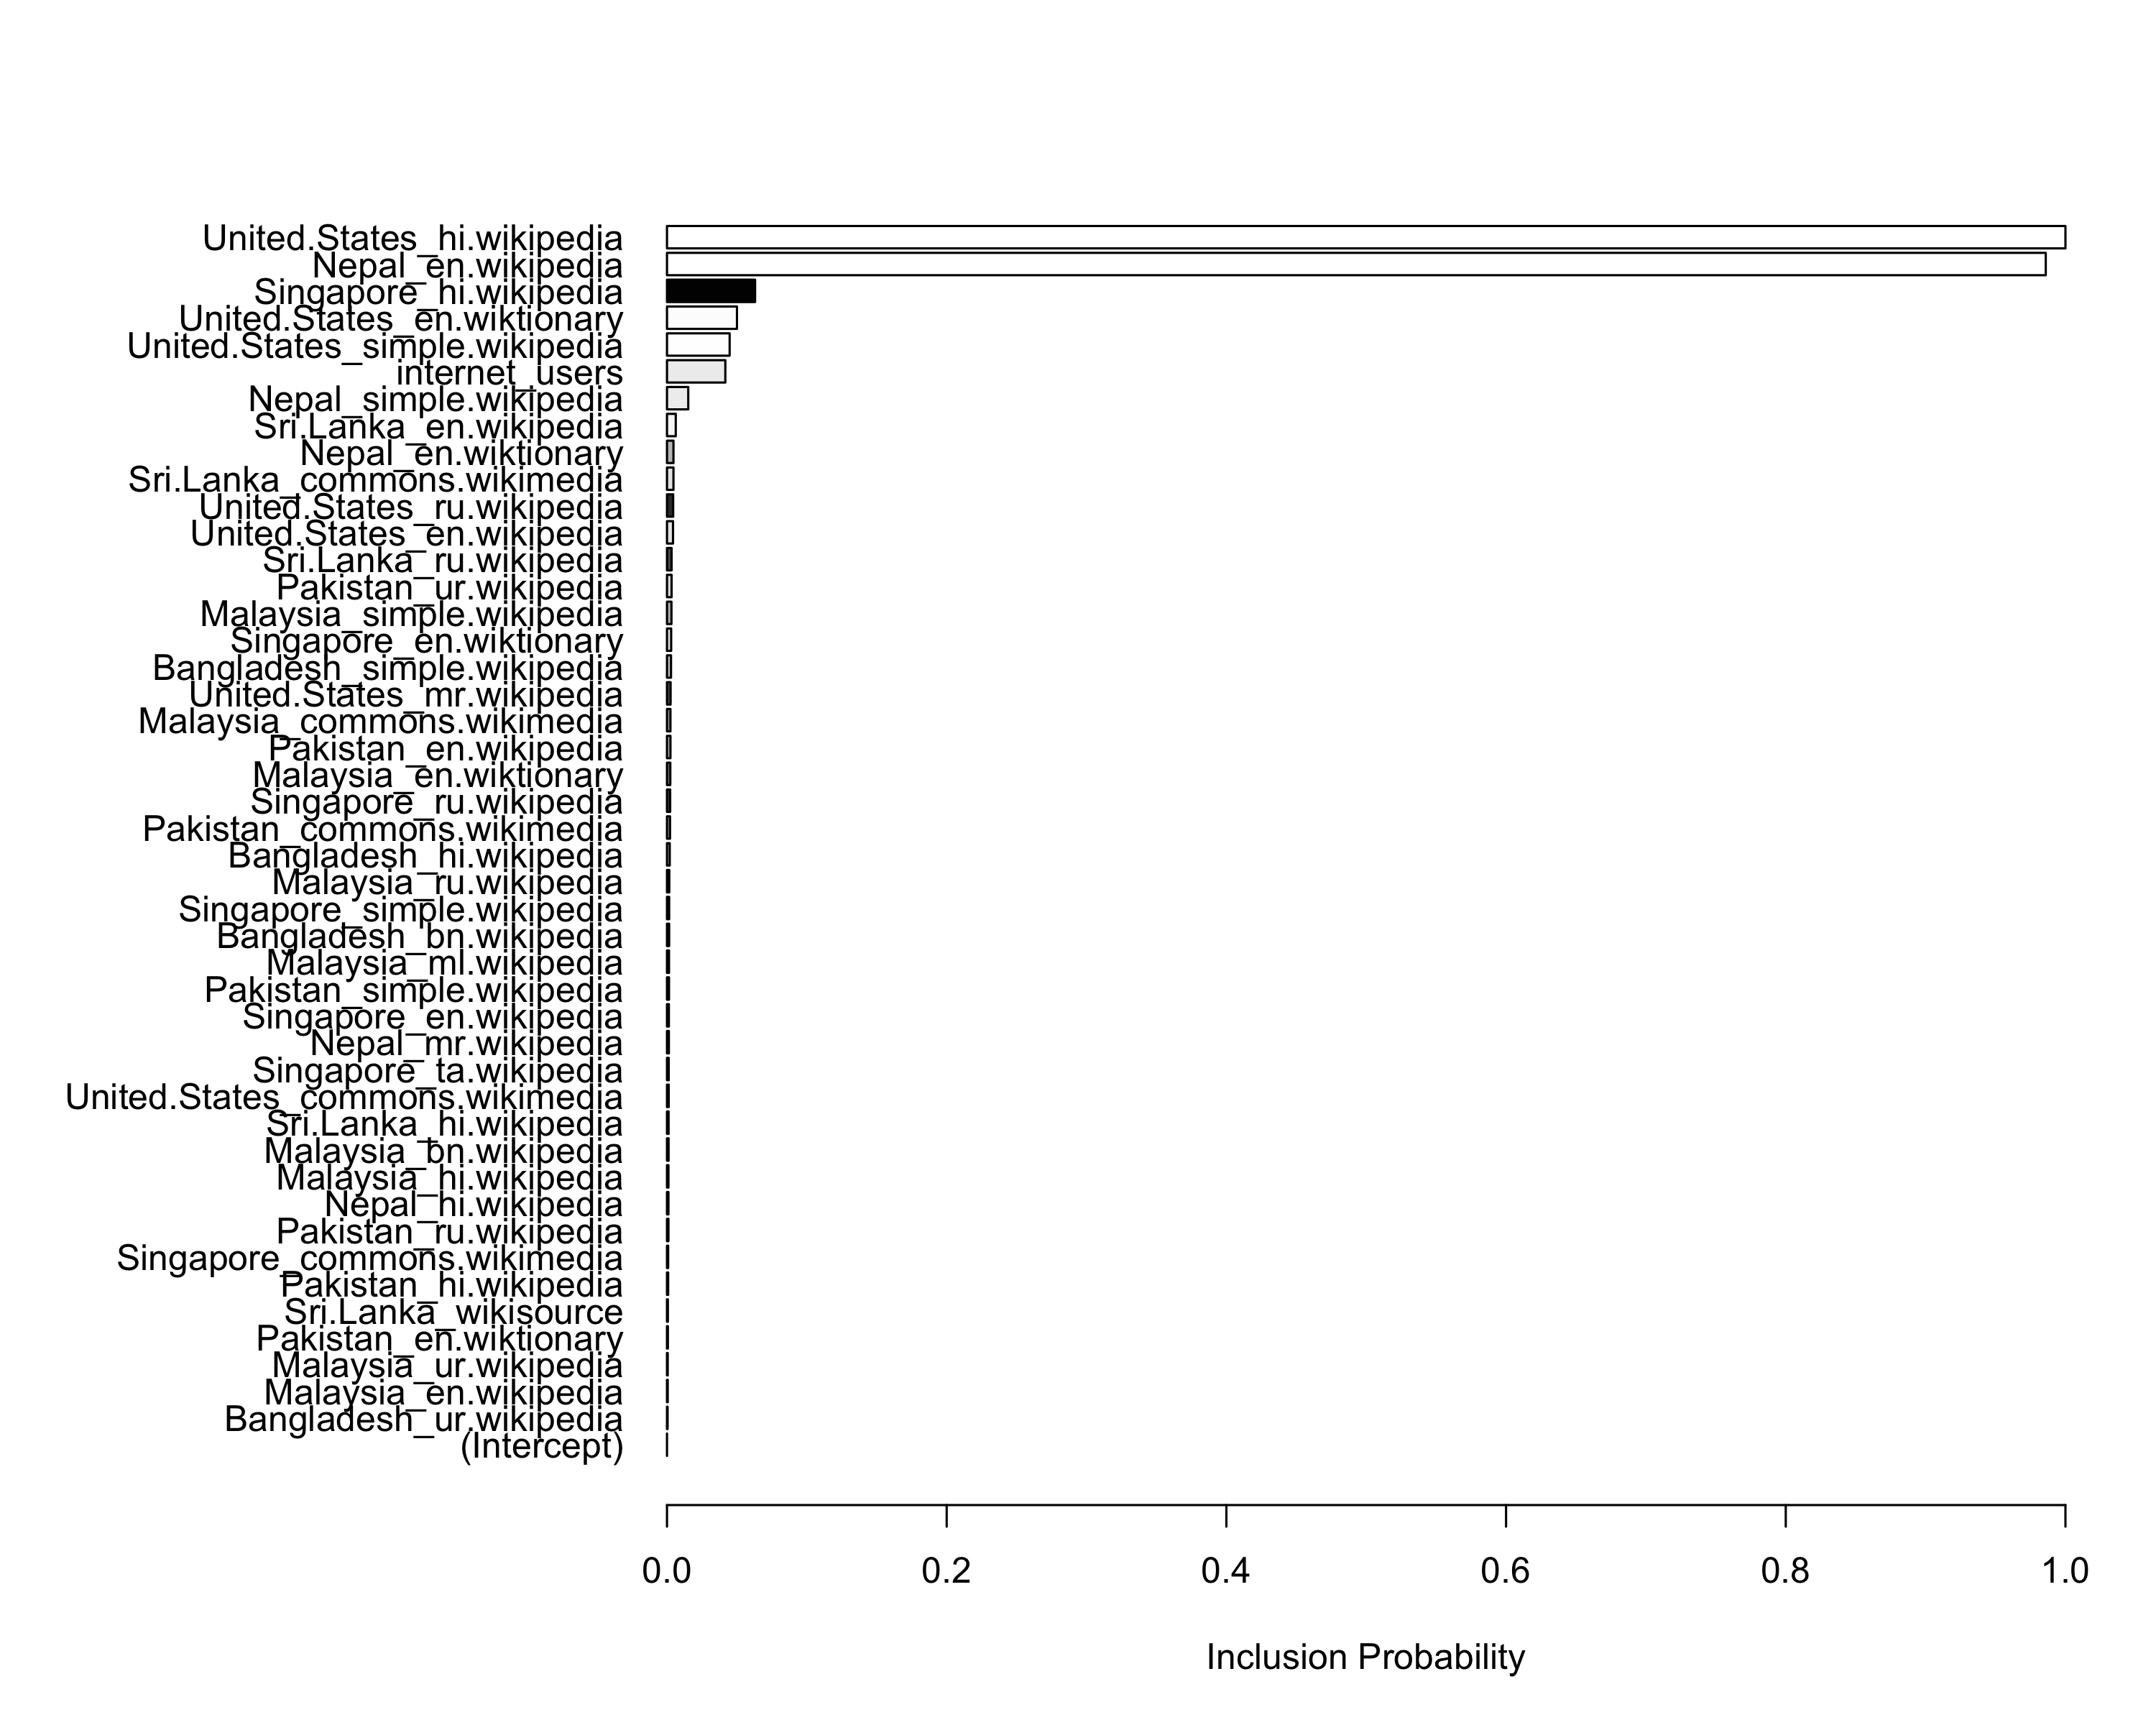 United.States_hi.wikipedia
Nepal_en.wikipedia
Singapore_hi.wikipedia
United.States_en.wiktionary
United.States_simple.wikipedia
internet_users
Nepal_simple.wikipedia
Sri.Lanka_en.wikipedia
Nepal_en.wiktionary
Sri.Lanka_commons.wikimedia
United.States_ru.wikipedia
United.States_en.wikipedia
Sri.Lanka_ru.wikipedia
Pakistan_ur.wikipedia
Malaysia_simple.wikipedia
Singapore_en.wiktionary
Bangladesh_simple.wikipedia
United.States_mr.wikipedia
Malaysia_commons.wikimedia
Pakistan_en.wikipedia
Malaysia_en.wiktionary
Singapore_ru.wikipedia
Pakistan_commons.wikimedia
Bangladesh_hi.wikipedia
Malaysia_ru.wikipedia
Singapore_simple.wikipedia
Bangladesh_bn.wikipedia
Malaysia_ml.wikipedia
Pakistan_simple.wikipedia
Singapore_en.wikipedia
Nepal_mr.wikipedia
Singapore_ta.wikipedia
United.States_commons.wikimedia
Sri.Lanka_hi.wikipedia
Malaysia_bn.wikipedia
Malaysia_hi.wikipedia
Nepal_hi.wikipedia
Pakistan_ru.wikipedia
Singapore_commons.wikimedia
Pakistan_hi.wikipedia
Sri.Lanka_wikisource
Pakistan_en.wiktionary
Malaysia_ur.wikipedia
Malaysia_en.wikipedia
Bangladesh_ur.wikipedia
(Intercept)
0.0 0.2 0.4 0.6 0.8 1.0
Inclusion Probability